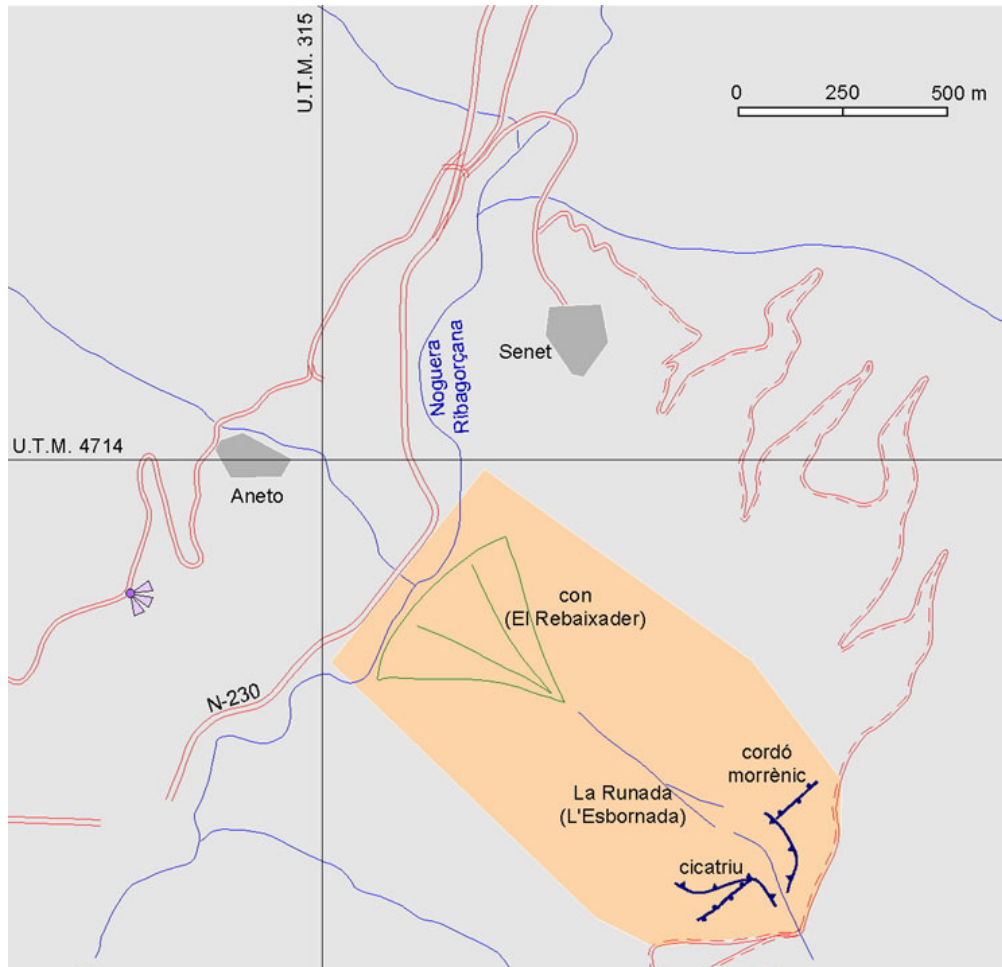 U.T.M. 315
0 250 500 m
Noguera
Ribagorçana
Senet
U.T.M. 4714
Aneto
con
(El Rebaixader)
N-230
cordó
morrènic
La Runada
(L'Esbornada)
cicatriu